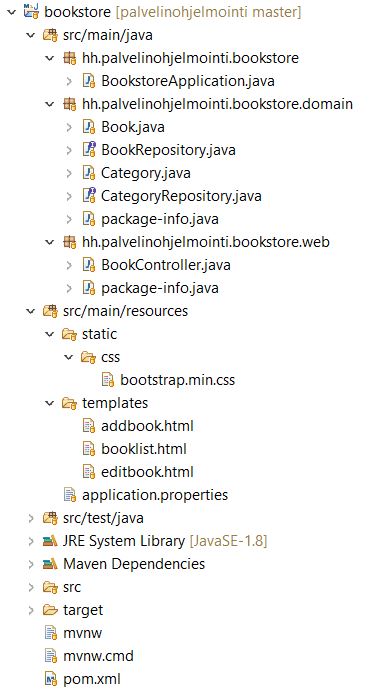 bookstore [palvelinohjelmointi master]
src/main/java
hh.palvelinohjelmointi.bookstore
BookstoreApplication.java
hh.palvelinohjelmointi.bookstore.domain
Book.java
BookRepository.java
Category.java
CategoryRepository.java
package-info.java
hh.palvelinohjelmointi.bookstore.web
BookController.java
package-info.java
src/main/resources
static
css
bootstrap.min.css
templates
addbook.html
booklist.html
editbook.html
application.properties
src/test/java
JRE System Library [JavaSE-1.8]
Maven Dependencies
src
target
mvnw
mvnw.cmd
pom.xml